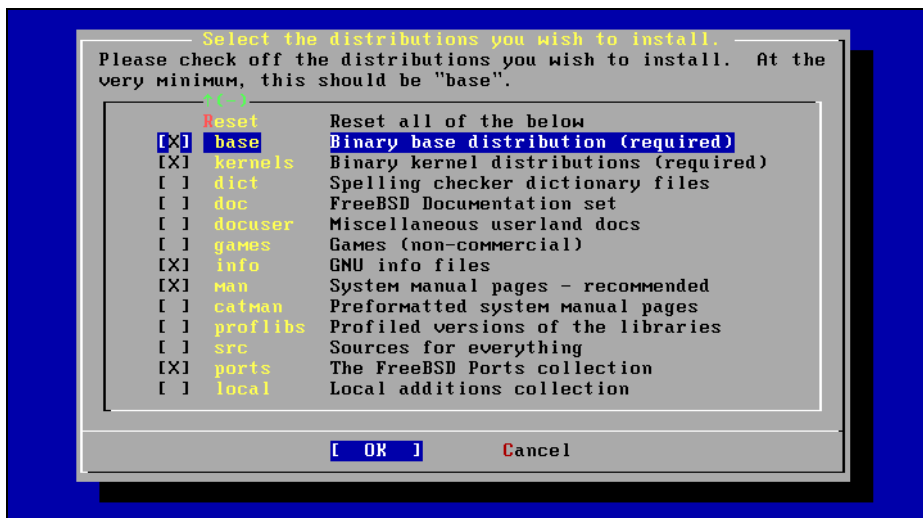 Select the distributions you wish to install.
Please check off the distributions you wish to install.  At the
very minimum, this should be "base".
↑(-)
Reset     Reset all of the below
[X] base      Binary base distribution (required)
[X] kernels   Binary kernel distributions (required)
[ ] dict      Spelling checker dictionary files
[ ] doc       FreeBSD Documentation set
[ ] docuser   Miscellaneous userland docs
[ ] games     Games (non-commercial)
[X] info      GNU info files
[X] man       System manual pages - recommended
[ ] catman    Preformatted system manual pages
[ ] proflibs  Profiled versions of the libraries
[ ] src       Sources for everything
[X] ports     The FreeBSD Ports collection
[ ] local     Local additions collection
[  OK  ]      Cancel